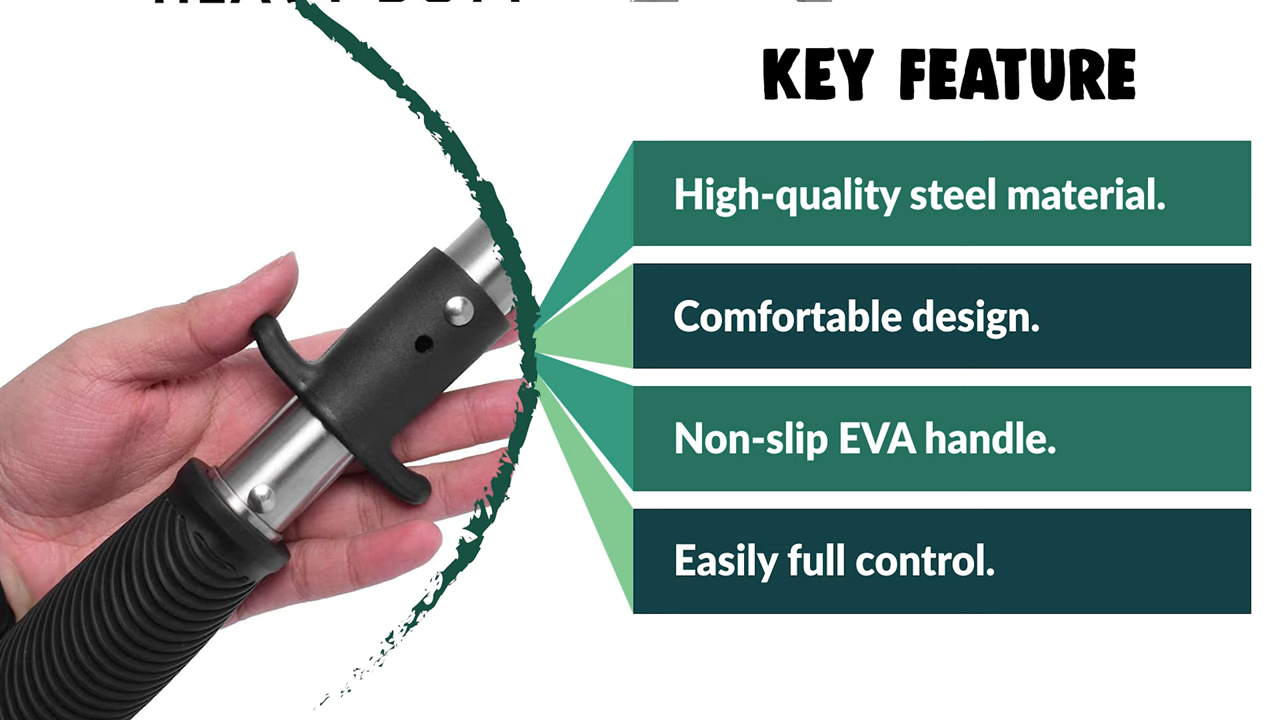 KEY FEATURE
High-quality steel material.
Comfortable design.
Non-slip EVA handle.
Easily full control.